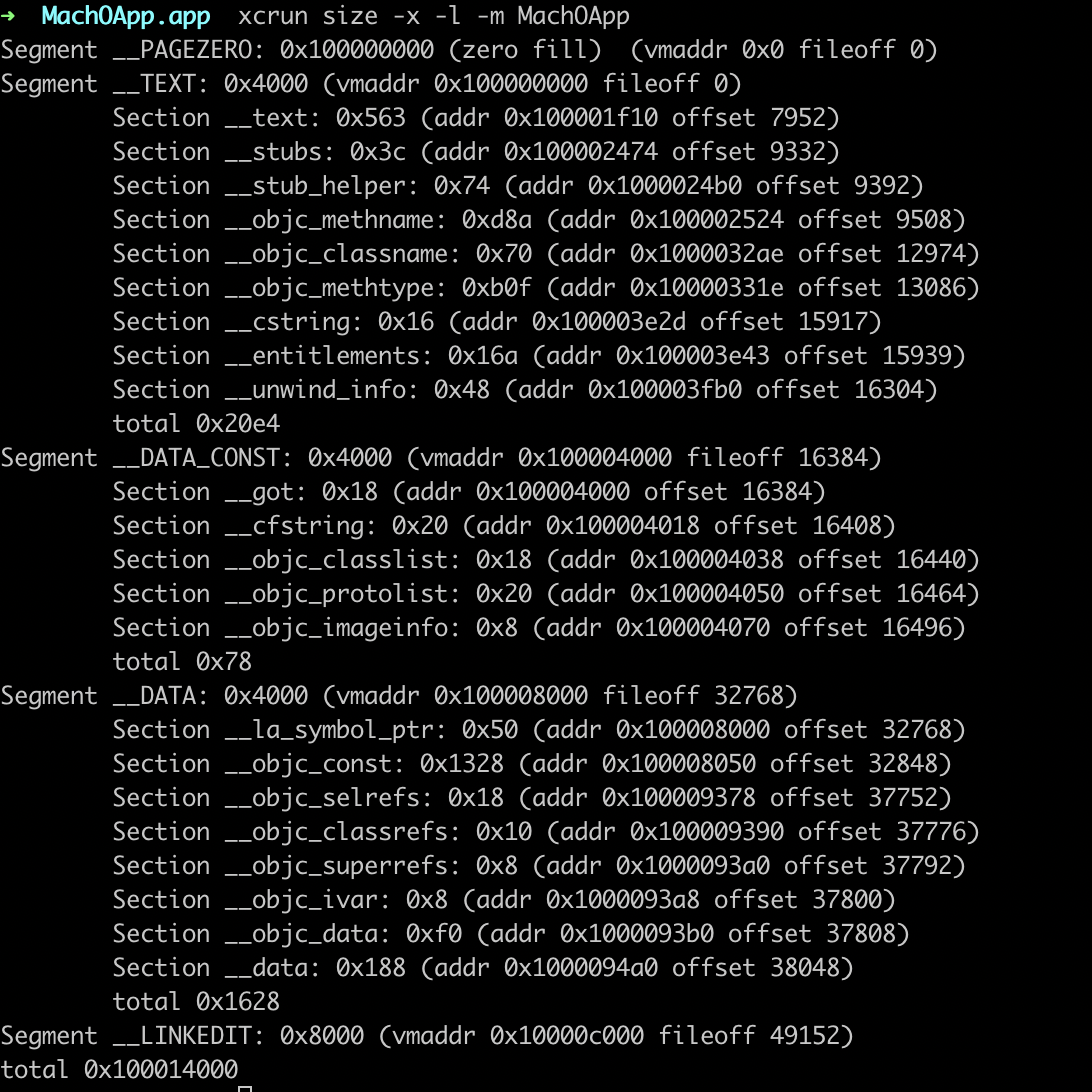 ➜  MachOApp.app  xcrun size -x -l -m MachOApp
Segment __PAGEZERO: 0x100000000 (zero fill)  (vmaddr 0x0 fileoff 0)
Segment __TEXT: 0x4000 (vmaddr 0x100000000 fileoff 0)
        Section __text: 0x563 (addr 0x100001f10 offset 7952)
        Section __stubs: 0x3c (addr 0x100002474 offset 9332)
        Section __stub_helper: 0x74 (addr 0x1000024b0 offset 9392)
        Section __objc_methname: 0xd8a (addr 0x100002524 offset 9508)
        Section __objc_classname: 0x70 (addr 0x1000032ae offset 12974)
        Section __objc_methtype: 0xb0f (addr 0x10000331e offset 13086)
        Section __cstring: 0x16 (addr 0x100003e2d offset 15917)
        Section __entitlements: 0x16a (addr 0x100003e43 offset 15939)
        Section __unwind_info: 0x48 (addr 0x100003fb0 offset 16304)
        total 0x20e4
Segment __DATA_CONST: 0x4000 (vmaddr 0x100004000 fileoff 16384)
        Section __got: 0x18 (addr 0x100004000 offset 16384)
        Section __cfstring: 0x20 (addr 0x100004018 offset 16408)
        Section __objc_classlist: 0x18 (addr 0x100004038 offset 16440)
        Section __objc_protolist: 0x20 (addr 0x100004050 offset 16464)
        Section __objc_imageinfo: 0x8 (addr 0x100004070 offset 16496)
        total 0x78
Segment __DATA: 0x4000 (vmaddr 0x100008000 fileoff 32768)
        Section __la_symbol_ptr: 0x50 (addr 0x100008000 offset 32768)
        Section __objc_const: 0x1328 (addr 0x100008050 offset 32848)
        Section __objc_selrefs: 0x18 (addr 0x100009378 offset 37752)
        Section __objc_classrefs: 0x10 (addr 0x100009390 offset 37776)
        Section __objc_superrefs: 0x8 (addr 0x1000093a0 offset 37792)
        Section __objc_ivar: 0x8 (addr 0x1000093a8 offset 37800)
        Section __objc_data: 0xf0 (addr 0x1000093b0 offset 37808)
        Section __data: 0x188 (addr 0x1000094a0 offset 38048)
        total 0x1628
Segment __LINKEDIT: 0x8000 (vmaddr 0x10000c000 fileoff 49152)
total 0x100014000